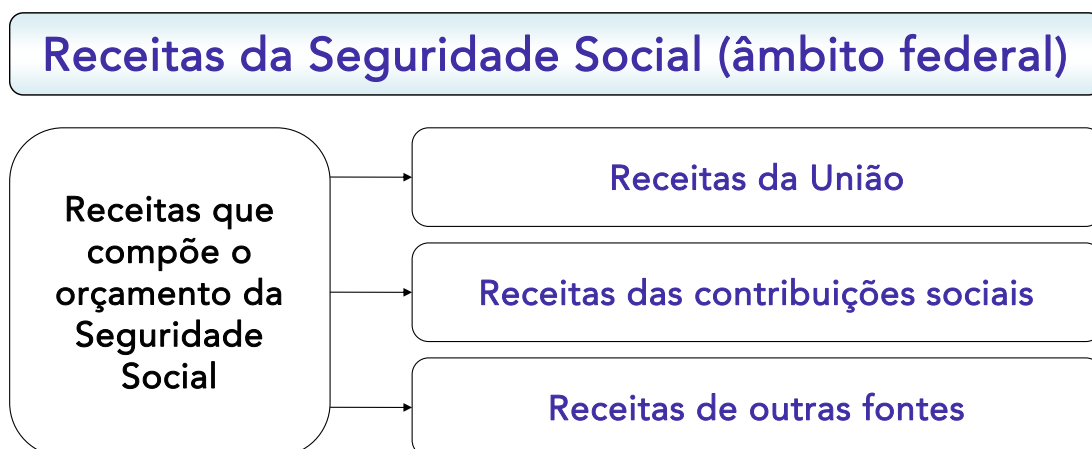 Receitas da Seguridade Social (âmbito federal)
Receitas que
compõe o
orçamento da
Seguridade
Social
Receitas da União
Receitas das contribuições sociais
Receitas de outras fontes